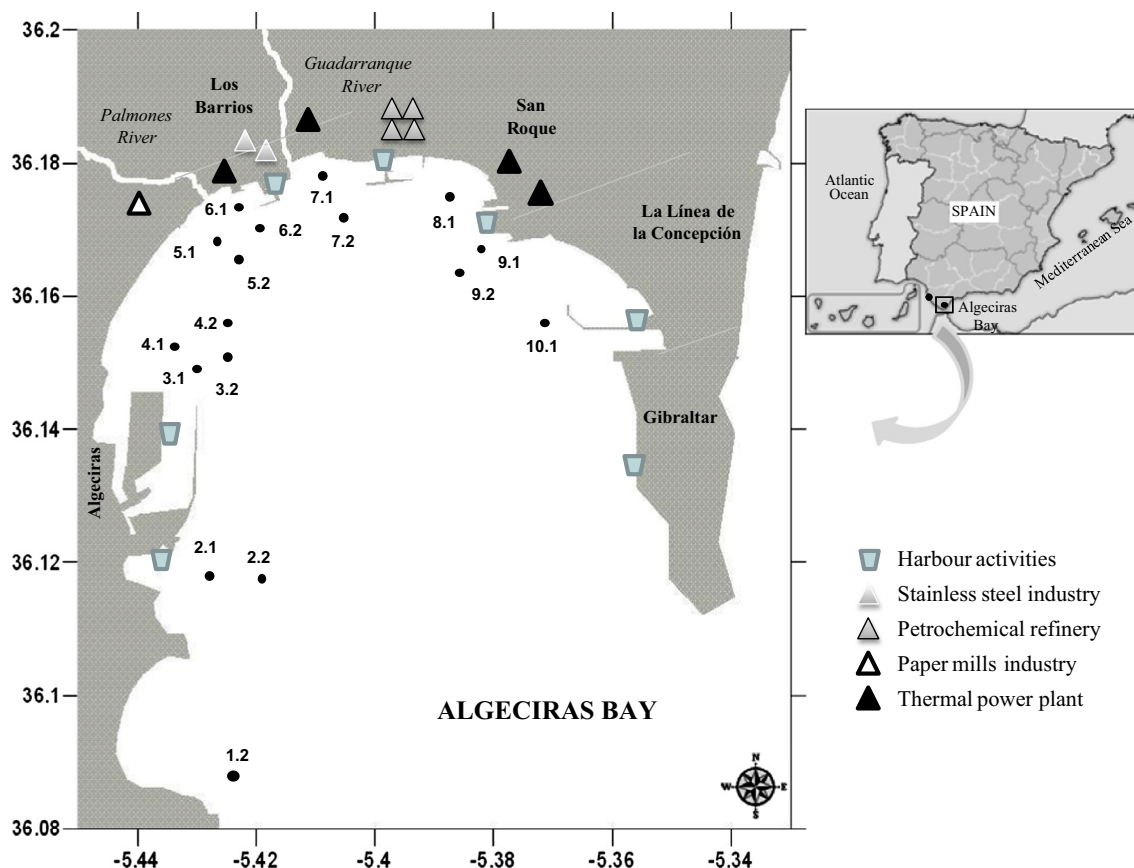 36.2
36.18
36.16
36.14
36.12
36.1
36.08
-5.44
-5.42
-5.4
-5.38
-5.36
-5.34
Palmones
River
Los
Barrios
Guadarranque
River
San
Roque
La Línea de
la Concepción
Gibraltar
Algeciras
6.1
6.2
7.1
7.2
8.1
9.1
9.2
5.1
5.2
4.2
4.1
3.1
3.2
10.1
2.1
2.2
1.2
ALGECIRAS BAY
N
W
E
S
Atlantic
Ocean
SPAIN
Mediterranean Sea
Algeciras
Bay
Harbour activities
Stainless steel industry
Petrochemical refinery
Paper mills industry
Thermal power plant